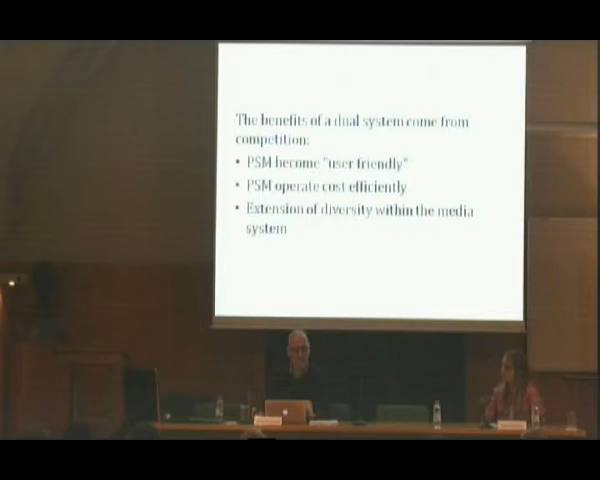 The benefits of a dual system come from
competition:
• PSM become "user friendly"
• PSM operate cost efficiently
• Extension of diversity within the media
system